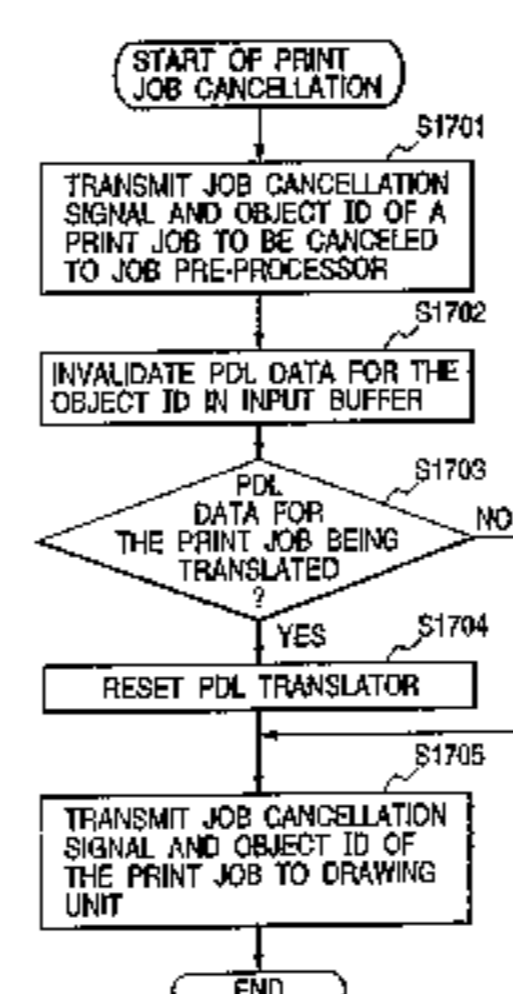 START OF PRINT
JOB CANCELLATION
S1701
TRANSMIT JOB CANCELLATION
SIGNAL AND OBJECT ID OF A
PRINT JOB TO BE CANCELED
TO JOB PRE-PROCESSOR
S1702
INVALIDATE PDL DATA FOR THE
OBJECT ID IN INPUT BUFFER
S1703
PDL
DATA FOR
THE PRINT JOB BEING
TRANSLATED
?
NO
YES
S1704
RESET PDL TRANSLATOR
S1705
TRANSMIT JOB CANCELLATION
SIGNAL AND OBJECT ID OF
THE PRINT JOB TO DRAWING
UNIT
END